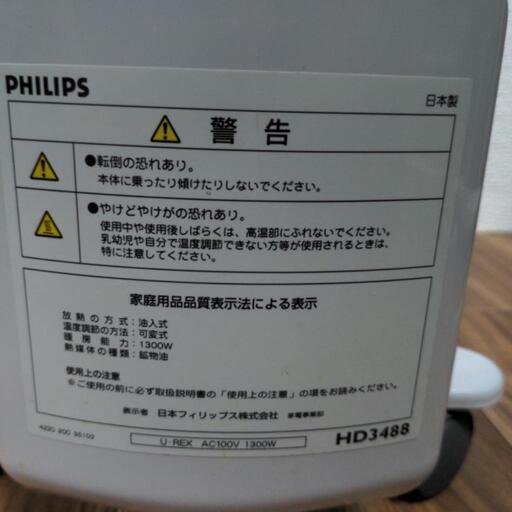 PHILIPS
日本製
警告
●転倒の恐れあり。
本体に乗ったり傾けたりしないでください。
●やけどやけがの恐れあり。
使用中や使用後しばらくは、高温部にふれないでください。
乳幼児や自分で温度調節できない方等が使用されるときは、
特に注意してください。
家庭用品品質表示法による表示
放熱の方式：油入式
温度調節の方式：可変式
暖房能力：1300W
熱媒体の種類：鉱物油
使用上の注意
※ご使用の前に必ず取扱説明書の「使用上の注意」の項をお読みください。
表示者 日本フィリップス株式会社 家電事業部
4220 200 95102
U-REX AC100V 1300W
HD3488